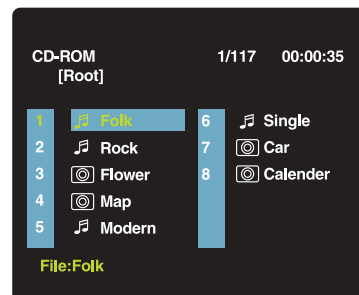 CD-ROM 1/117 00:00:35
[Root]
1 Folk
2 Rock
3 Flower
4 Map
5 Modern
6 Single
7 Car
8 Calender
File:Folk